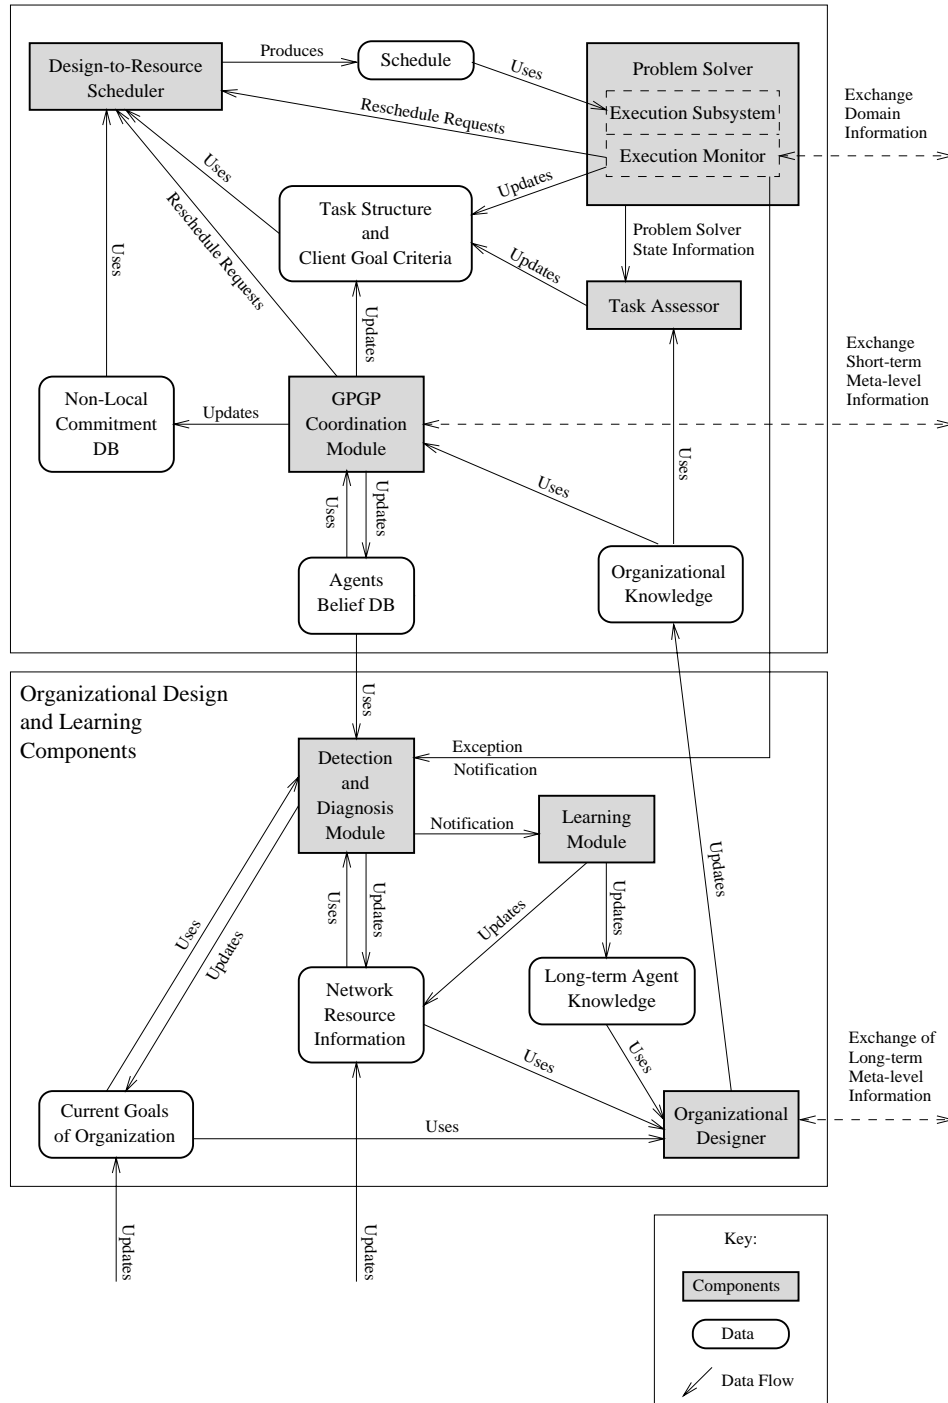 Design-to-Resource
Scheduler
Produces
Schedule
Uses
Problem Solver
Execution Subsystem
Execution Monitor
Exchange
Domain
Information
Reschedule Requests
Uses
Updates
Task Structure
and
Client Goal Criteria
Problem Solver
State Information
Reschedule Requests
Uses
Updates
Task Assessor
Updates
Exchange
Short-term
Meta-level
Information
Non-Local
Commitment
DB
Updates
GPGP
Coordination
Module
Uses
Uses
Uses
Updates
Agents
Belief DB
Organizational
Knowledge
Organizational Design
and Learning
Components
Uses
Detection
and
Diagnosis
Module
Exception
Notification
Notification
Learning
Module
Updates
Uses
Updates
Uses
Updates
Updates
Updates
Network
Resource
Information
Long-term Agent
Knowledge
Uses
Uses
Exchange of
Long-term
Meta-level
Information
Current Goals
of Organization
Uses
Organizational
Designer
Updates
Updates
Key:
Components
Data
Data Flow